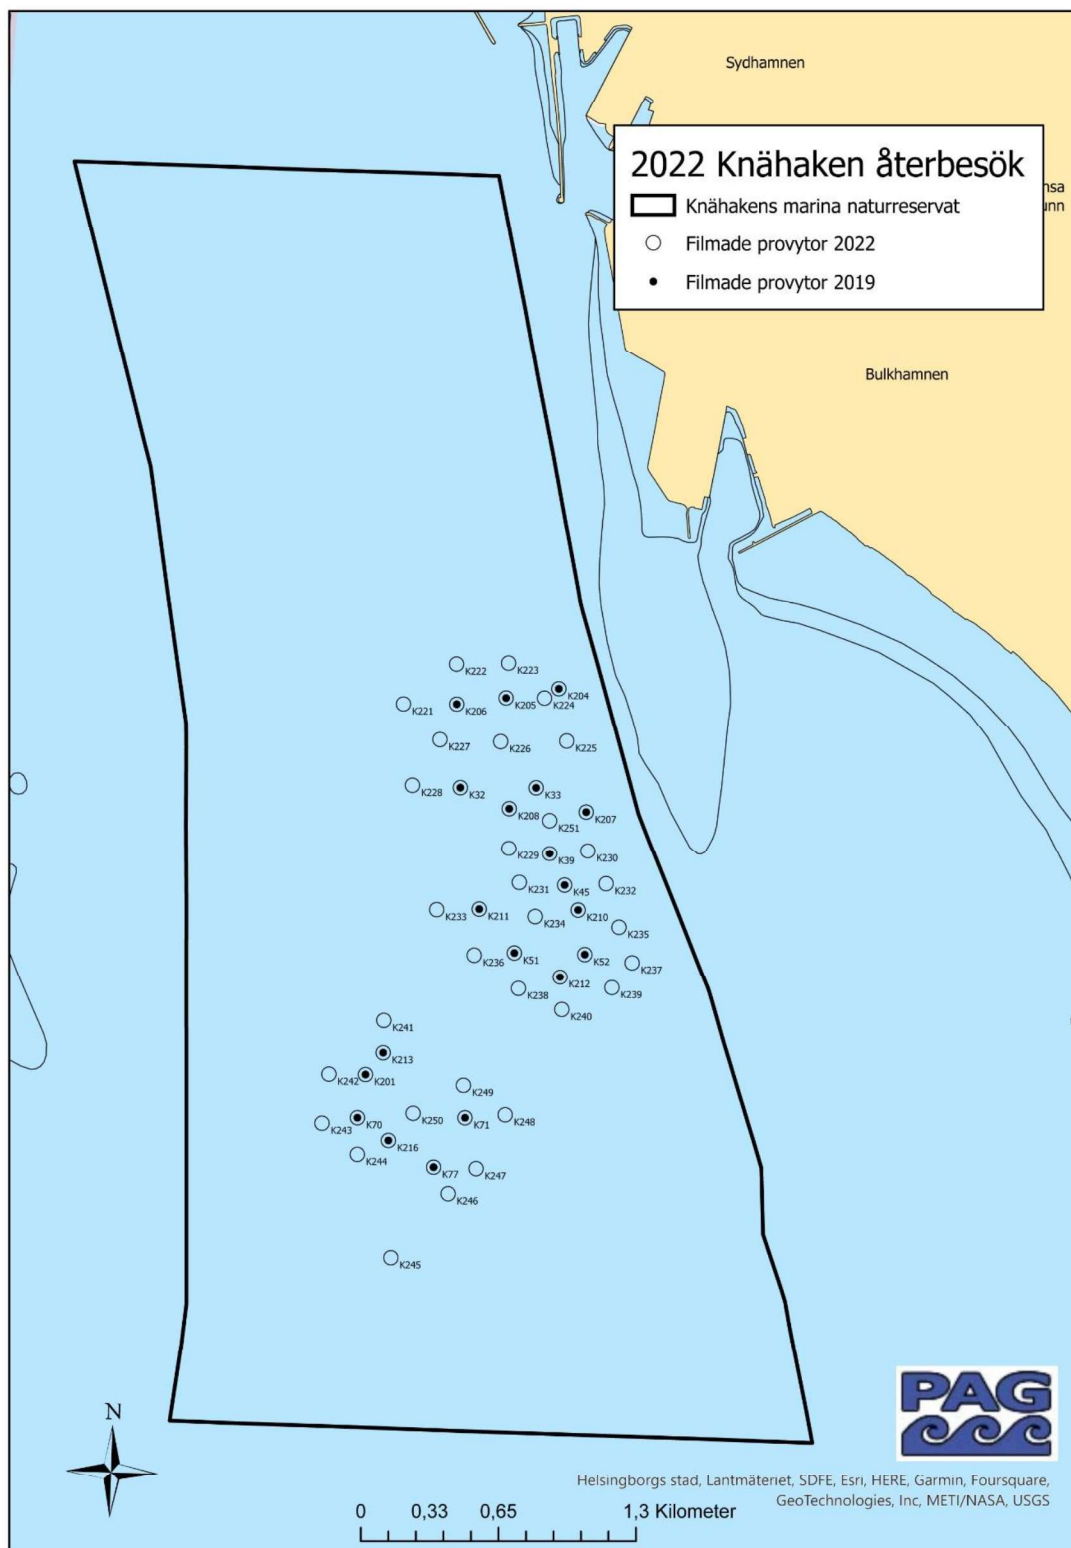 Sydhamnen
2022 Knähaken återbesök
Knähakens marina naturreservat
Filmade provytor 2022
Filmade provytor 2019
nsa
unn
Bulkhamnen
K222
K223
K204
K224
K205
K206
K221
K227
K226
K225
K228
K32
K33
K208
K207
K251
K229
K39
K230
K231
K45
K232
K233
K211
K234
K210
K235
K236
K51
K52
K237
K212
K238
K239
K240
K241
K213
K242
K201
K249
K243
K70
K250
K71
K248
K216
K244
K77
K247
K246
K245
N
PAG
Helsingborgs stad, Lantmäteriet, SDFE, Esri, HERE, Garmin, Foursquare,
GeoTechnologies, Inc, METI/NASA, USGS
0 0,33 0,65 1,3 Kilometer